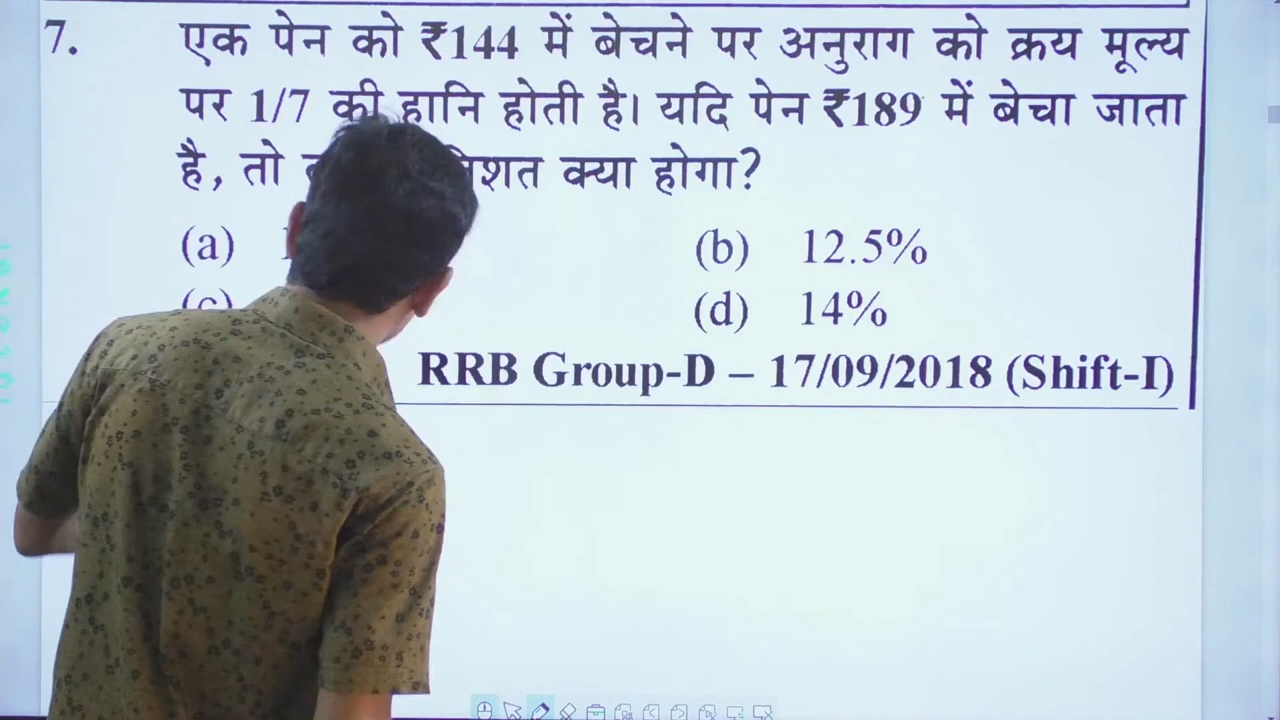 7. एक पेन को ₹144 में बेचने पर अनुराग को क्रय मूल्य
पर 1/7 की हानि होती है। यदि पेन ₹189 में बेचा जाता
है, तो क्या होगा?
(a) (b) 12.5%
(c) (d) 14%
RRB Group-D – 17/09/2018 (Shift-I)